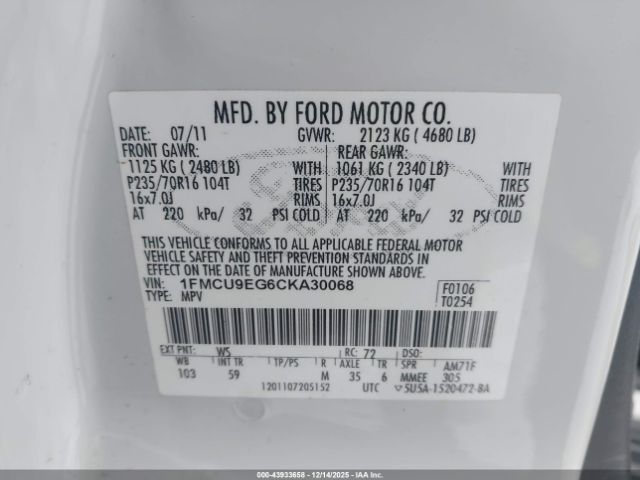 MFD. BY FORD MOTOR CO.
DATE: 07/11 GVWR: 2123 KG ( 4680 LB)
FRONT GAWR: REAR GAWR:
1125 KG ( 2480 LB) WITH 1061 KG ( 2340 LB) WITH
P235/70R16 104T TIRES P235/70R16 104T TIRES
16x7.0J RIMS 16x7.0J RIMS
AT 220 kPa/ 32 PSI COLD AT 220 kPa/ 32 PSI COLD
THIS VEHICLE CONFORMS TO ALL APPLICABLE FEDERAL MOTOR
VEHICLE SAFETY AND THEFT PREVENTION STANDARDS IN
EFFECT ON THE DATE OF MANUFACTURE SHOWN ABOVE.
VIN: 1FMCU9EG6CKA30068 F0106
TYPE: MPV T0254
EXT PNT: WS RC: 72 DSO:
WB INT TR TP/PS R AXLE TR SPR AM71F
103 59 M 35 6 MMEE 305
1201107205152 UTC 5U5A-1520472-BA
000-43933658 - 12/14/2025 - IAA Inc.